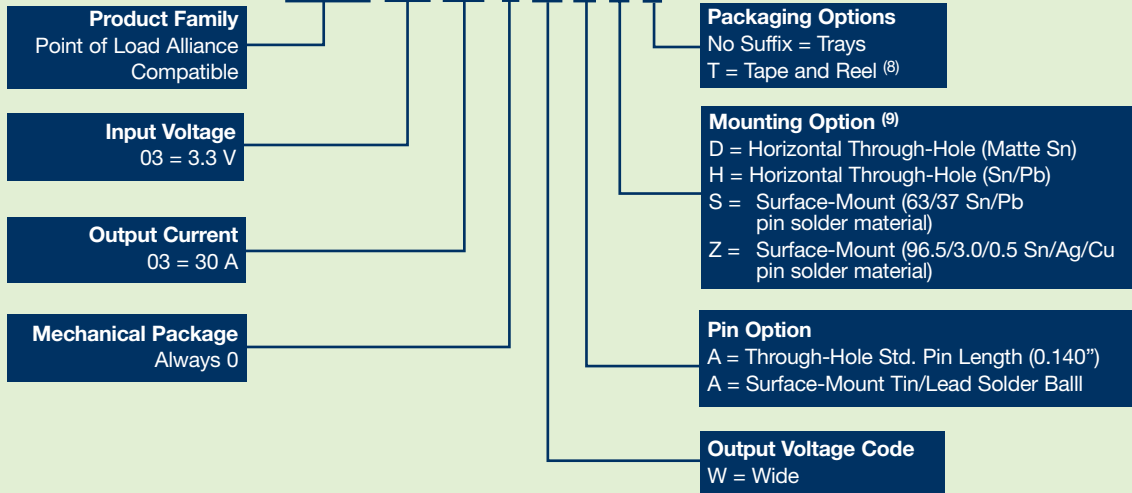 Product Family
Point of Load Alliance
Compatible
Input Voltage
03 = 3.3 V
Output Current
03 = 30 A
Mechanical Package
Always 0
Packaging Options
No Suffix = Trays
T = Tape and Reel (8)
Mounting Option (9)
D = Horizontal Through-Hole (Matte Sn)
H = Horizontal Through-Hole (Sn/Pb)
S = Surface-Mount (63/37 Sn/Pb
pin solder material)
Z = Surface-Mount (96.5/3.0/0.5 Sn/Ag/Cu
pin solder material)
Pin Option
A = Through-Hole Std. Pin Length (0.140”)
A = Surface-Mount Tin/Lead Solder Balll
Output Voltage Code
W = Wide